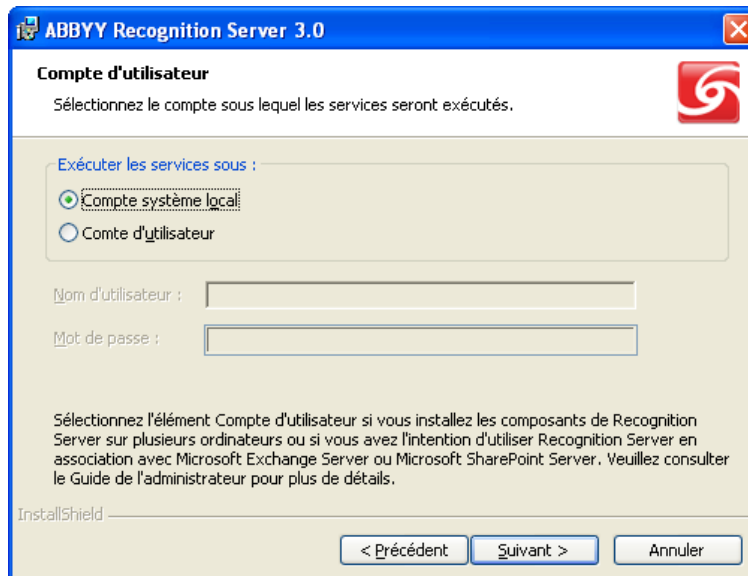 ABBYY Recognition Server 3.0
Compte d'utilisateur
Sélectionnez le compte sous lequel les services seront exécutés.
Exécuter les services sous :
Compte système local
Comte d'utilisateur
Nom d'utilisateur :
Mot de passe :
Sélectionnez l'élément Compte d'utilisateur si vous installez les composants de Recognition
Server sur plusieurs ordinateurs ou si vous avez l'intention d'utiliser Recognition Server en
association avec Microsoft Exchange Server ou Microsoft SharePoint Server. Veuillez consulter
le Guide de l'administrateur pour plus de détails.
InstallShield
< Précédent
Suivant >
Annuler